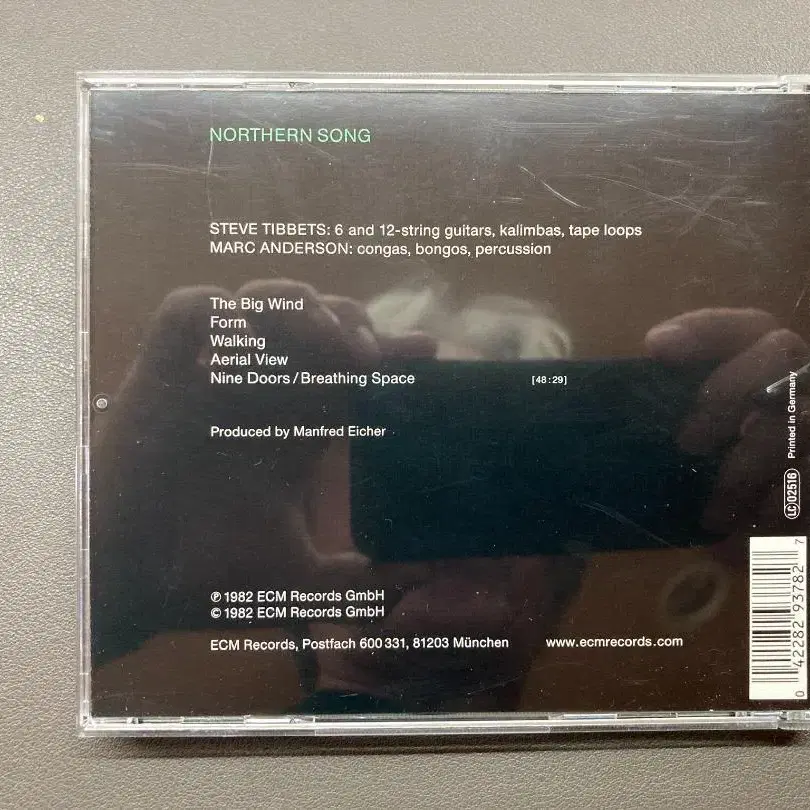 NORTHERN SONG
STEVE TIBBETS: 6 and 12-string guitars, kalimbas, tape loops
MARC ANDERSON: congas, bongos, percussion
The Big Wind
Form
Walking
Aerial View
Nine Doors/Breathing Space [48:29]
Produced by Manfred Eicher
℗ 1982 ECM Records GmbH
© 1982 ECM Records GmbH
ECM Records, Postfach 600 331, 81203 München www.ecmrecords.com
Printed in Germany
LC 02516
0 42282 93782 7